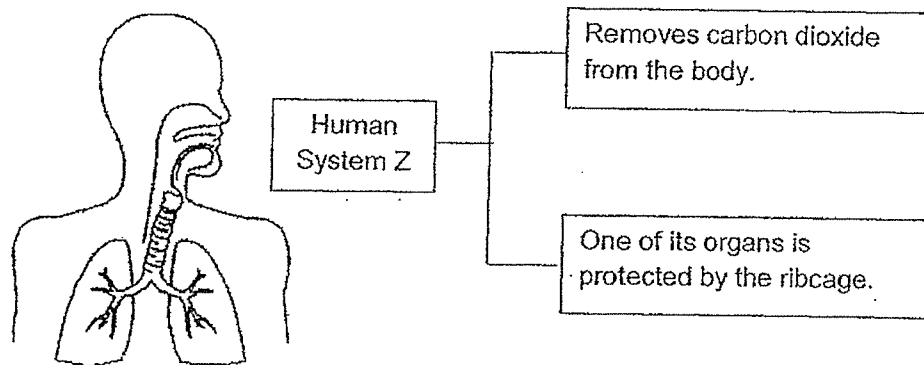 Human
System Z
Removes carbon dioxide
from the body.
One of its organs is
protected by the ribcage.